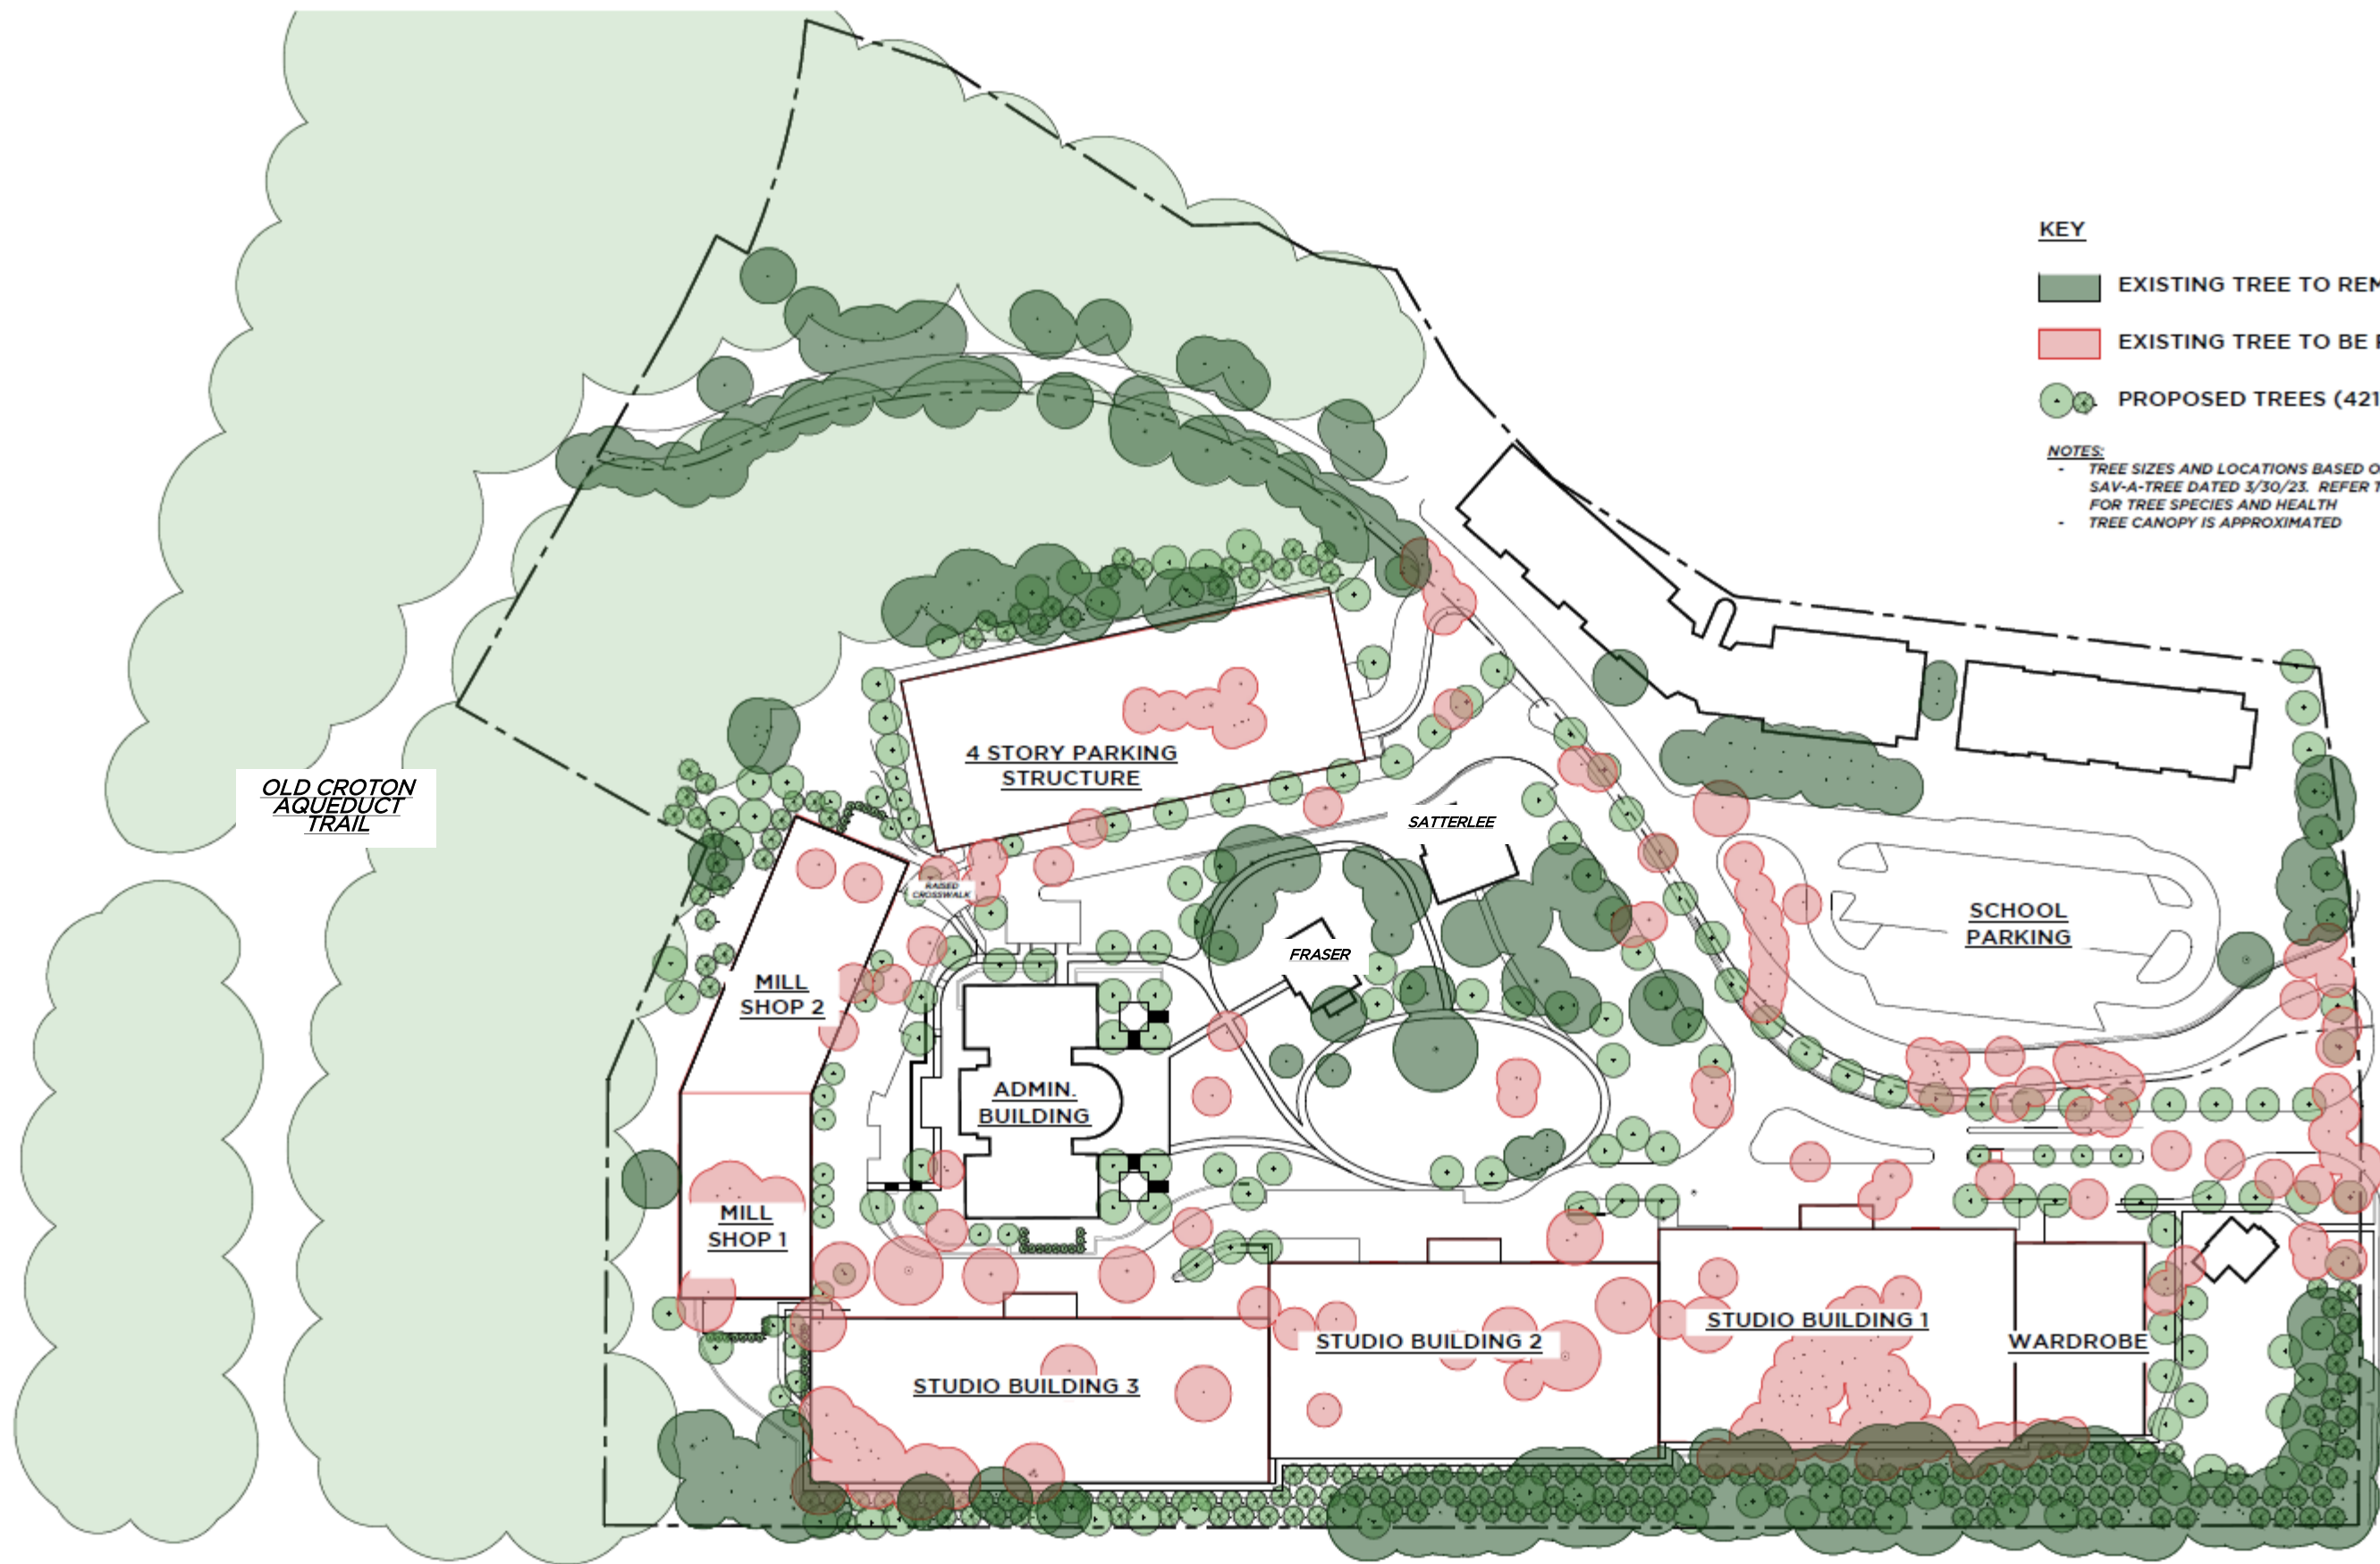 KEY
EXISTING TREE TO REM
EXISTING TREE TO BE
PROPOSED TREES (421
NOTES:
- TREE SIZES AND LOCATIONS BASED O
SAV-A-TREE DATED 3/30/23. REFER T
FOR TREE SPECIES AND HEALTH
- TREE CANOPY IS APPROXIMATED
OLD CROTON
AQUEDUCT
TRAIL
4 STORY PARKING
STRUCTURE
SATTERLEE
RAISED
CROSSWALK
FRASER
SCHOOL
PARKING
MILL
SHOP 2
ADMIN.
BUILDING
MILL
SHOP 1
STUDIO BUILDING 1
STUDIO BUILDING 2
WARDROBE
STUDIO BUILDING 3